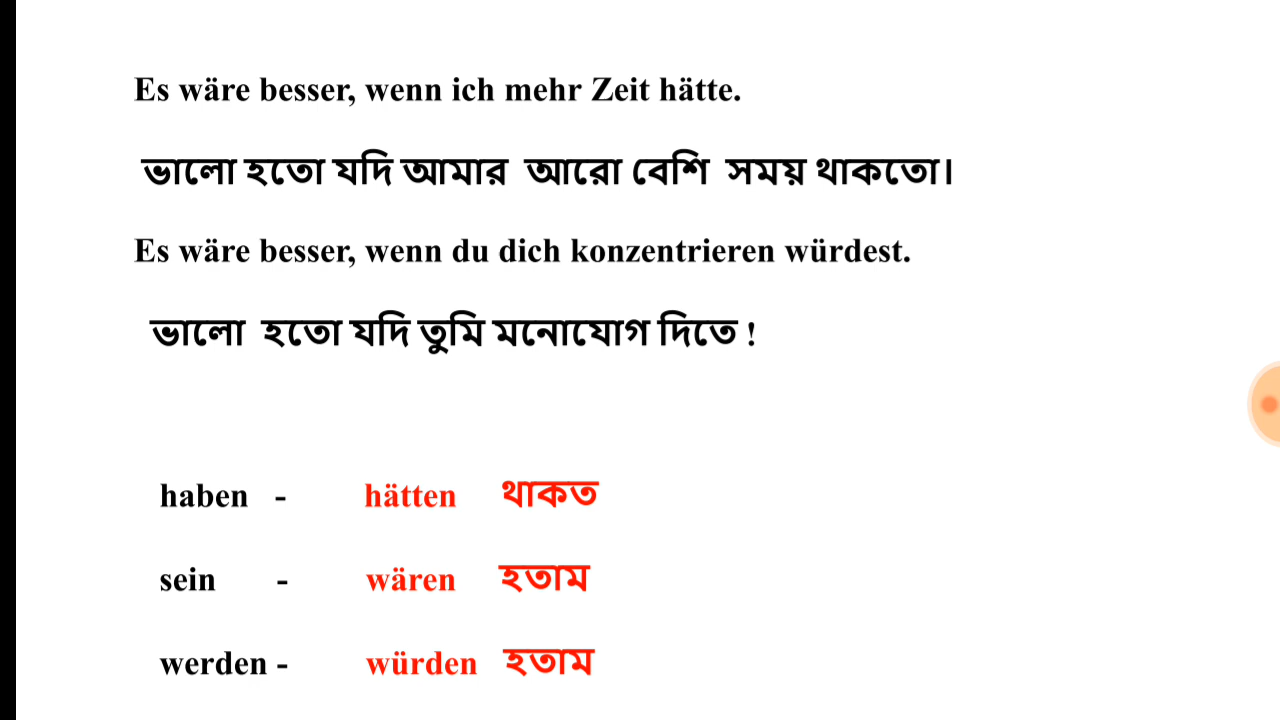 Es wäre besser, wenn ich mehr Zeit hätte.
ভালো হতো যদি আমার আরো বেশি সময় থাকতো।
Es wäre besser, wenn du dich konzentrieren würdest.
ভালো হতো যদি তুমি মনোযোগ দিতে !
haben - hätten থাকত
sein - wären হতাম
werden - würden হতাম